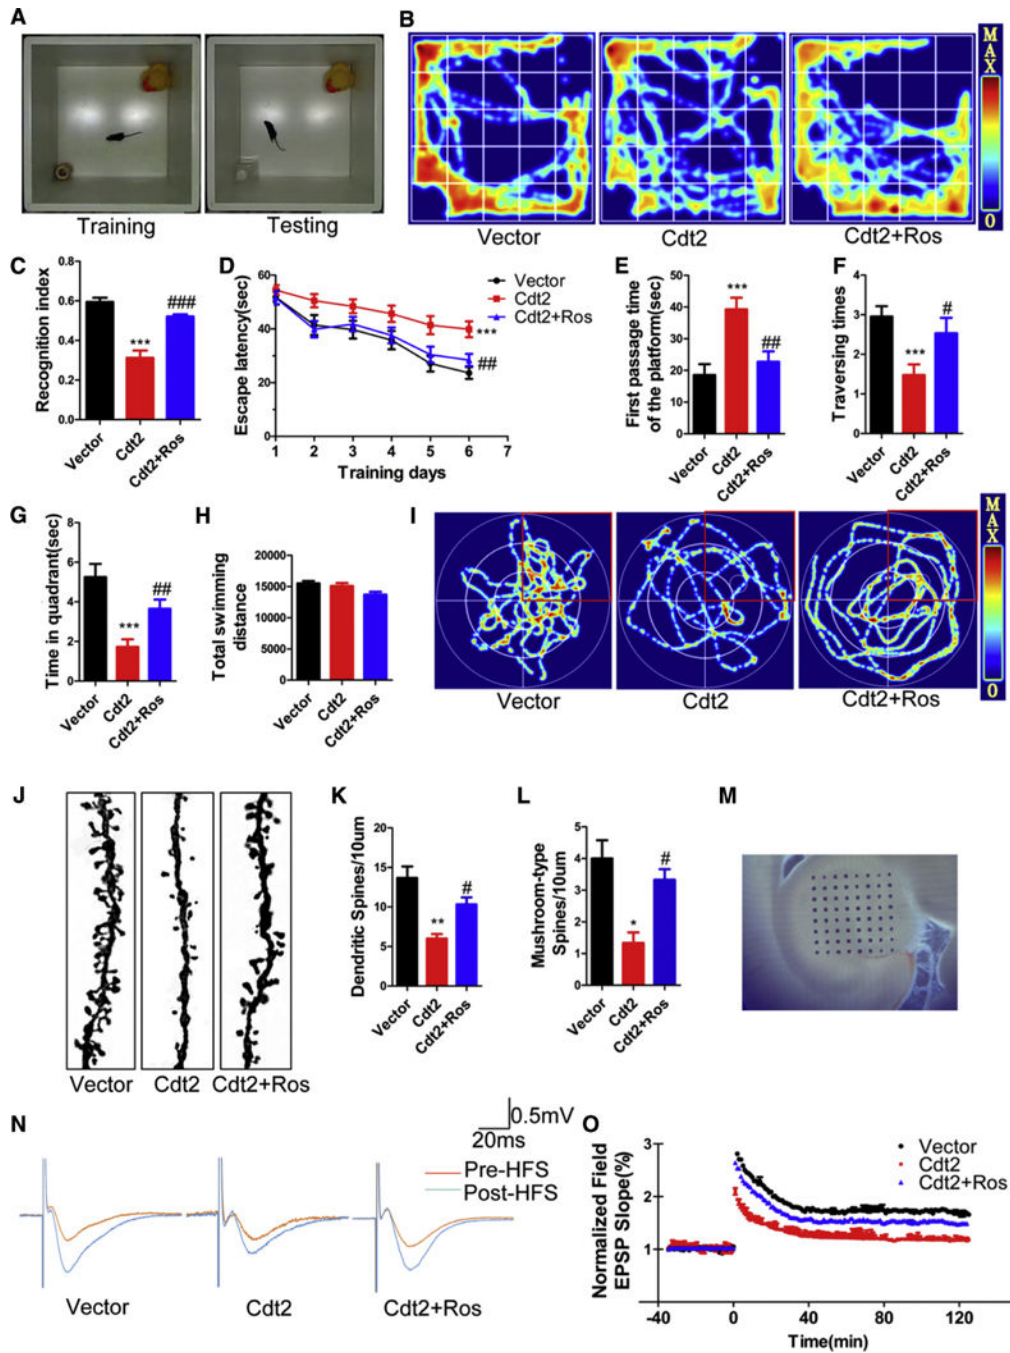 A
Training
Testing
B
Vector
Cdt2
Cdt2+Ros
MAX
0
C
Recognition index
0.8
0.6
0.4
0.2
0.0
***
###
Vector
Cdt2
Cdt2+Ros
D
Escape latency(sec)
60
40
20
0
1
2
3
4
5
6
7
Training days
Vector
Cdt2
Cdt2+Ros
***
##
E
First passage time
of the platform(sec)
50
40
30
20
10
0
***
##
Vector
Cdt2
Cdt2+Ros
F
Traversing times
4
3
2
1
0
***
#
Vector
Cdt2
Cdt2+Ros
G
Time in quadrant(sec)
8
6
4
2
0
***
##
Vector
Cdt2
Cdt2+Ros
H
Total swimming
distance
20000
15000
10000
5000
0
Vector
Cdt2
Cdt2+Ros
I
Vector
Cdt2
Cdt2+Ros
MAX
0
J
Vector
Cdt2
Cdt2+Ros
K
Dendritic Spines/10um
15
10
5
0
**
#
Vector
Cdt2
Cdt2+Ros
L
Mushroom-type
Spines/10um
5
4
3
2
1
0
*
#
Vector
Cdt2
Cdt2+Ros
M
N
0.5mV
20ms
Pre-HFS
Post-HFS
Vector
Cdt2
Cdt2+Ros
O
Normalized Field
EPSP Slope(%)
3
2
1
-40
0
40
80
120
Time(min)
Vector
Cdt2
Cdt2+Ros